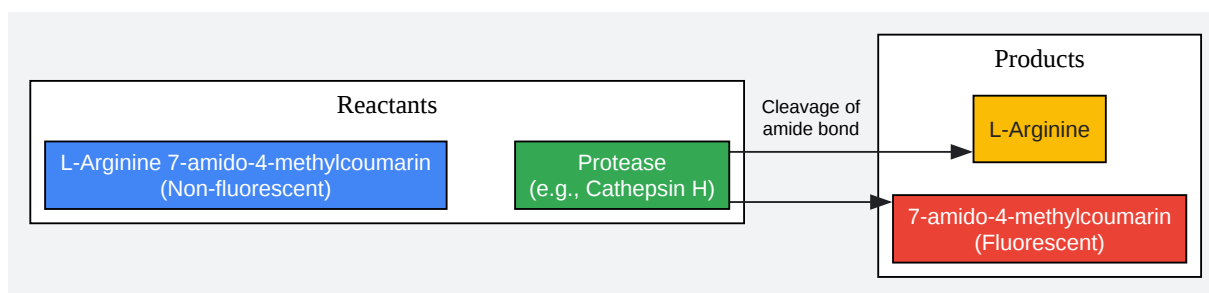 Reactants
L-Arginine 7-amido-4-methylcoumarin
(Non-fluorescent)
Protease
(e.g., Cathepsin H)
Cleavage of
amide bond
Products
L-Arginine
7-amido-4-methylcoumarin
(Fluorescent)